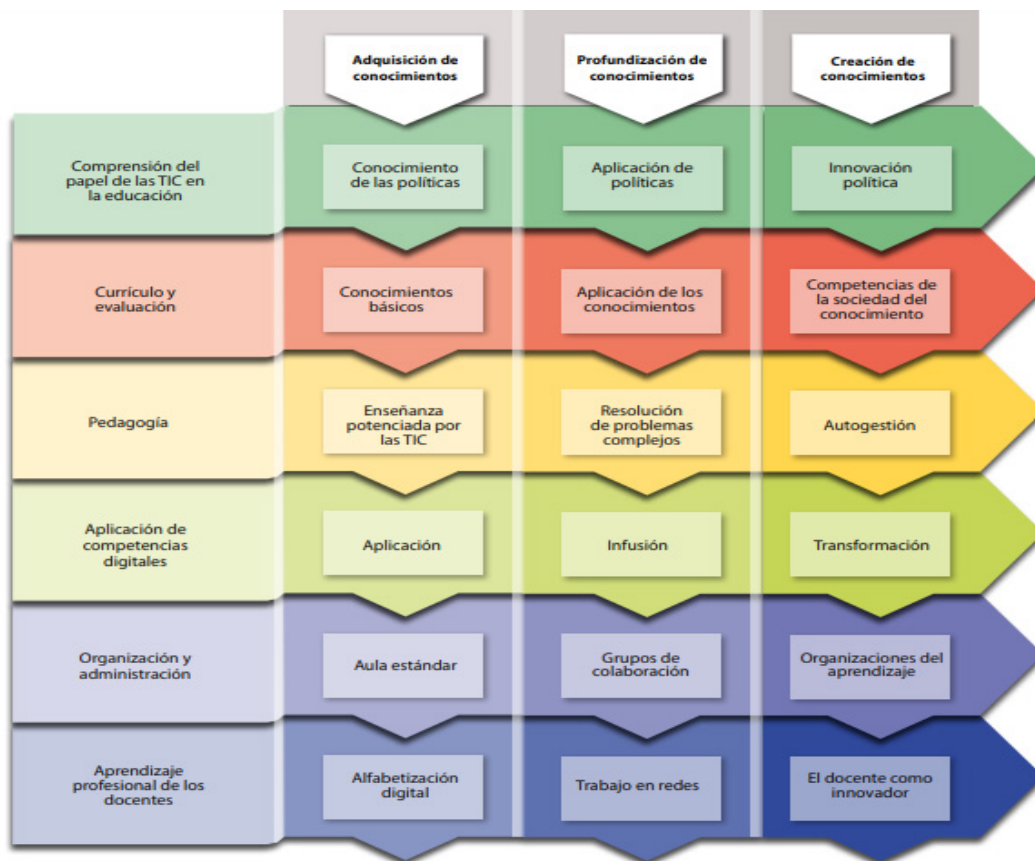 Adquisición de
conocimientos
Profundización de
conocimientos
Creación de
conocimientos
Comprensión del
papel de las TIC en
la educación
Conocimiento
de las políticas
Aplicación de
políticas
Innovación
política
Currículo y
evaluación
Conocimientos
básicos
Aplicación de los
conocimientos
Competencias de
la sociedad del
conocimiento
Pedagogía
Enseñanza
potenciada por
las TIC
Resolución
de problemas
complejos
Autogestión
Aplicación de
competencias
digitales
Aplicación
Infusión
Transformación
Organización y
administración
Aula estándar
Grupos de
colaboración
Organizaciones del
aprendizaje
Aprendizaje
profesional de los
docentes
Alfabetización
digital
Trabajo en redes
El docente como
innovador